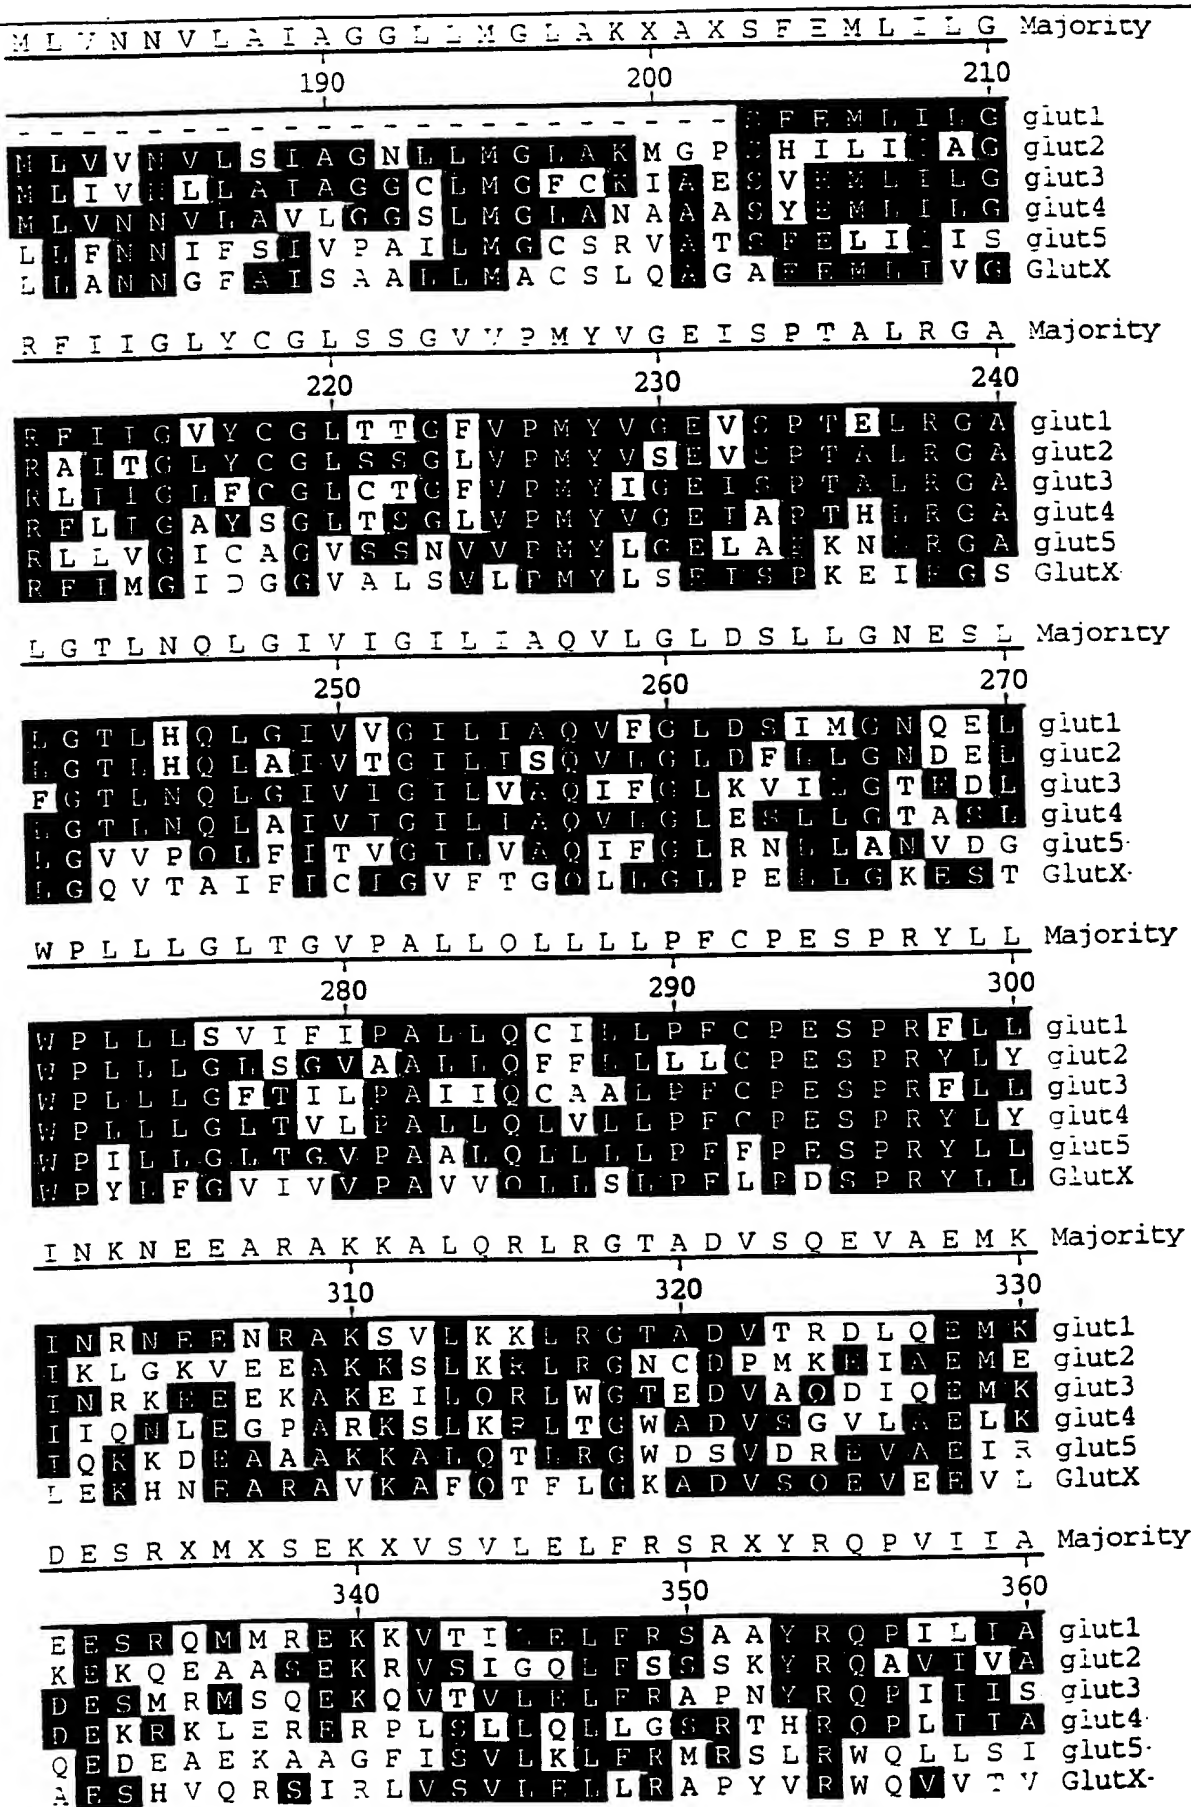 M L V N N V L A I A G G L L M G L A K X A X S F E M L I L G Majority
190 200 210
- - - - - - - - - - - - - - - - - - - - - - S F E M L I L G glut1
M L V V N V L S I A G N L L M G L A K M G P S H I L I I A G glut2
M L I V N L L A I A G G C L M G F C K I A E S V E M L I L G glut3
M L V N N V L A V L G G S L M G L A N A A A S Y E M L I L G glut4
L L F N N I F S I V P A I L M G C S R V A T S F E L I I I S glut5
L L A N N G F A I S A A L L M A C S L Q A G A F E M L I V G GlutX
R F I I G L Y C G L S S G V V P M Y V G E I S P T A L R G A Majority
220 230 240
R F I I G V Y C G L T T G F V P M Y V G E V S P T E L R G A glut1
R A I T G L Y C G L S S G L V P M Y V S E V S P T A L R G A glut2
R L I I G L F C G L C T G F V P M Y I G E I S P T A L R G A glut3
R F L I G A Y S G L T S G L V P M Y V G E I A P T H L R G A glut4
R L L V G I C A G V S S N V V P M Y L G E L A P K N L R G A glut5
R F I M G I D G G V A L S V L P M Y L S E I S P K E I R G S GlutX
L G T L N Q L G I V I G I L I A Q V L G L D S L L G N E S L Majority
250 260 270
L G T L H Q L G I V V G I L I A Q V F G L D S I M G N Q E L glut1
L G T L H Q L A I V T G I L I S Q V L G L D F L L G N D E L glut2
F G T L N Q L G I V I G I L V A Q I F G L K V I L G T E D L glut3
L G T L N Q L A I V I G I L I A Q V L G L E S L L G T A S L glut4
L G V V P Q L F I T V G I L V A Q I F G L R N L L A N V D G glut5
L G Q V T A I F I C I G V F T G Q L L G L P E L L G K E S T GlutX
W P L L L G L T G V P A L L Q L L L L P F C P E S P R Y L L Majority
280 290 300
W P L L L S V I F I P A L L Q C I L L P F C P E S P R F L L glut1
W P L L L G L S G V A A L L Q F F L L L L C P E S P R Y L Y glut2
W P L L L G F T I L P A I I Q C A A L P F C P E S P R F L L glut3
W P L L L G L T V L P A L L Q L V L L P F C P E S P R Y L Y glut4
W P I L L G L T G V P A A L Q L L L L P F F P E S P R Y L L glut5
W P Y L F G V I V V P A V V Q L L S L P F L P D S P R Y L L GlutX
I N K N E E A R A K K A L Q R L R G T A D V S Q E V A E M K Majority
310 320 330
I N R N E E N R A K S V L K K L R G T A D V T R D L Q E M K glut1
I K L G K V E E A K K S L K R L R G N C D P M K E I A E M E glut2
I N R K E E E K A K E I L Q R L W G T E D V A Q D I Q E M K glut3
I I Q N L E G P A R K S L K R L T G W A D V S G V L A E L K glut4
I Q K K D E A A A K K A L Q T L R G W D S V D R E V A E I R glut5
L E K H N E A R A V K A F Q T F L G K A D V S Q E V E E V L GlutX
D E S R X M X S E K X V S V L E L F R S R X Y R Q P V I I A Majority
340 350 360
E E S R Q M M R E K K V T I L E L F R S A A Y R Q P I L I A glut1
K E K Q E A A S E K R V S I G Q L F S S S K Y R Q A V I V A glut2
D E S M R M S Q E K Q V T V L E L F R A P N Y R Q P I I I S glut3
D E K R K L E R E R P L S L L Q L L G S R T H R Q P L I I A glut4
Q E D E A E K A A G F I S V L K L F R M R S L R W Q L L S I glut5
A E S H V Q R S I R L V S V L E L L R A P Y V R W Q V V T V GlutX